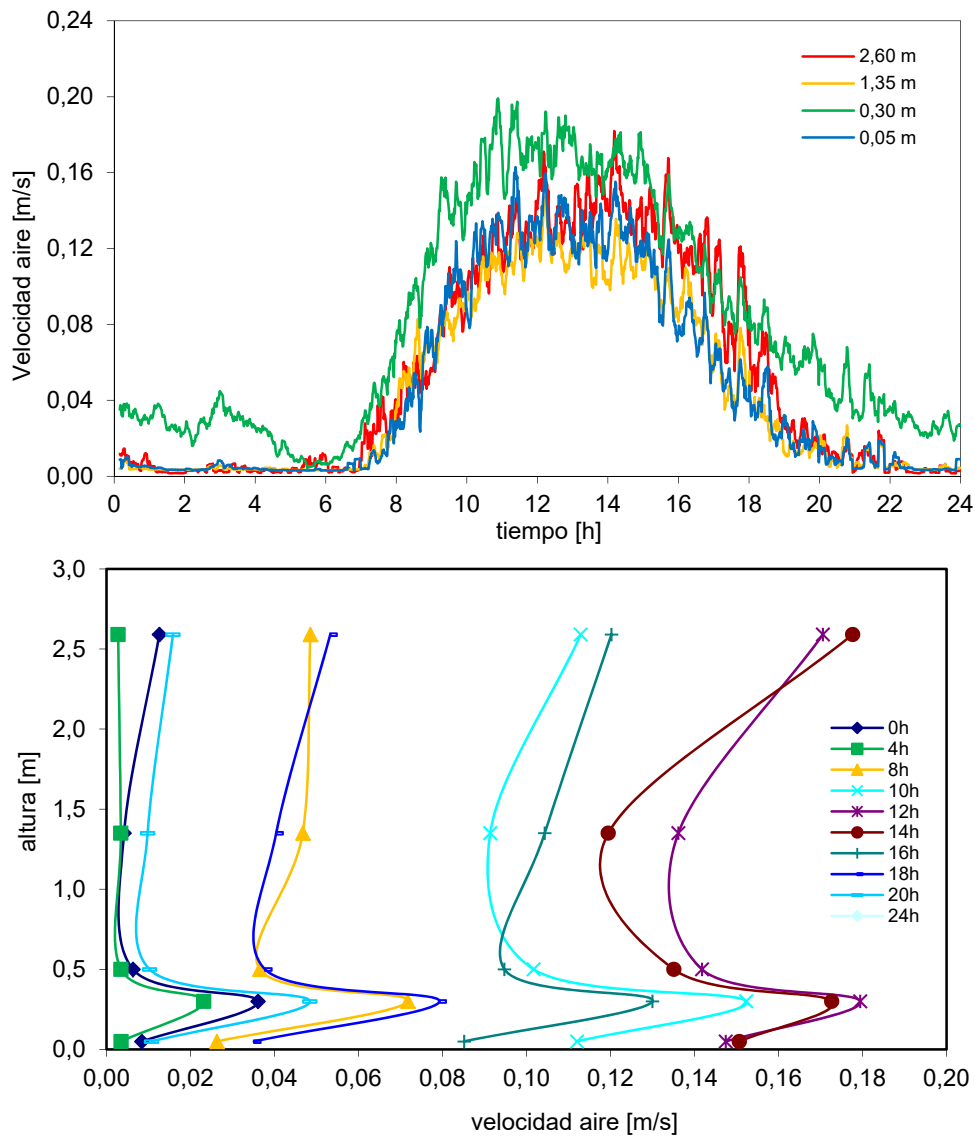 0,24
0,20
0,16
0,12
0,08
0,04
0,00
Velocidad aire [m/s]
2,60 m
1,35 m
0,30 m
0,05 m
0 2 4 6 8 10 12 14 16 18 20 22 24
tiempo [h]
3,0
2,5
2,0
1,5
1,0
0,5
0,0
altura [m]
0h
4h
8h
10h
12h
14h
16h
18h
20h
24h
0,00 0,02 0,04 0,06 0,08 0,10 0,12 0,14 0,16 0,18 0,20
velocidad aire [m/s]